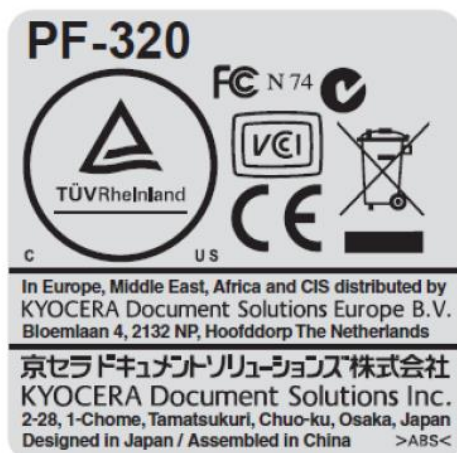 PF-320
FC N 74
TÜVRheinland
C US
VCI
CE
In Europe, Middle East, Africa and CIS distributed by
KYOCERA Document Solutions Europe B.V.
Bloemlaan 4, 2132 NP, Hoofddorp The Netherlands
京セラドキュメントソリューションズ株式会社
KYOCERA Document Solutions Inc.
2-28, 1-Chome, Tamatsukuri, Chuo-ku, Osaka, Japan
Designed in Japan / Assembled in China >ABS<